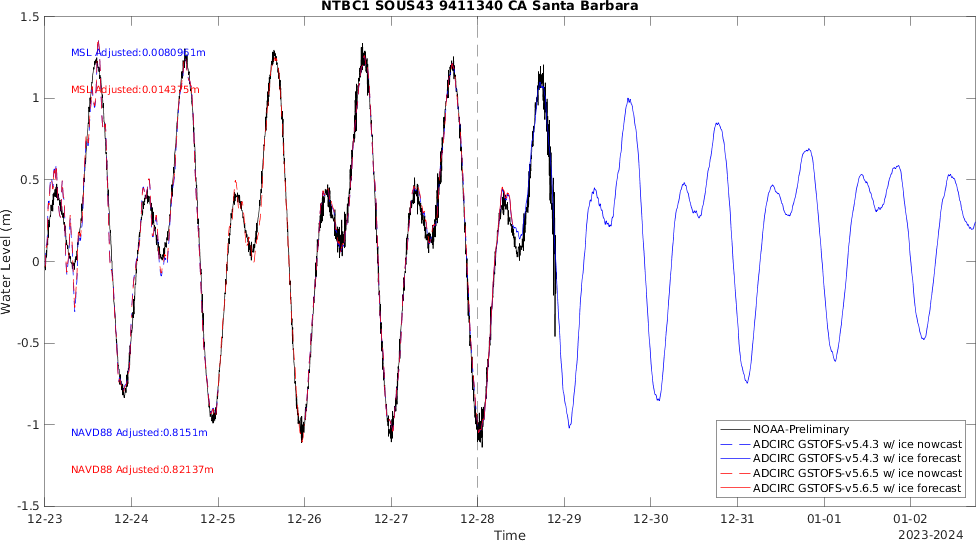 NTBC1 SOUS43 9411340 CA Santa Barbara
1.5
1
0.5
0
-0.5
-1
-1.5
Water Level (m)
MSL Adjusted:0.0080951m
MSL Adjusted:0.014375m
NAVD88 Adjusted:0.8151m
NAVD88 Adjusted:0.82137m
NOAA-Preliminary
ADCIRC GSTOFS-v5.4.3 w/ ice nowcast
ADCIRC GSTOFS-v5.4.3 w/ ice forecast
ADCIRC GSTOFS-v5.6.5 w/ ice nowcast
ADCIRC GSTOFS-v5.6.5 w/ ice forecast
12-23 12-24 12-25 12-26 12-27 12-28 12-29 12-30 12-31 01-01 01-02
Time
2023-2024